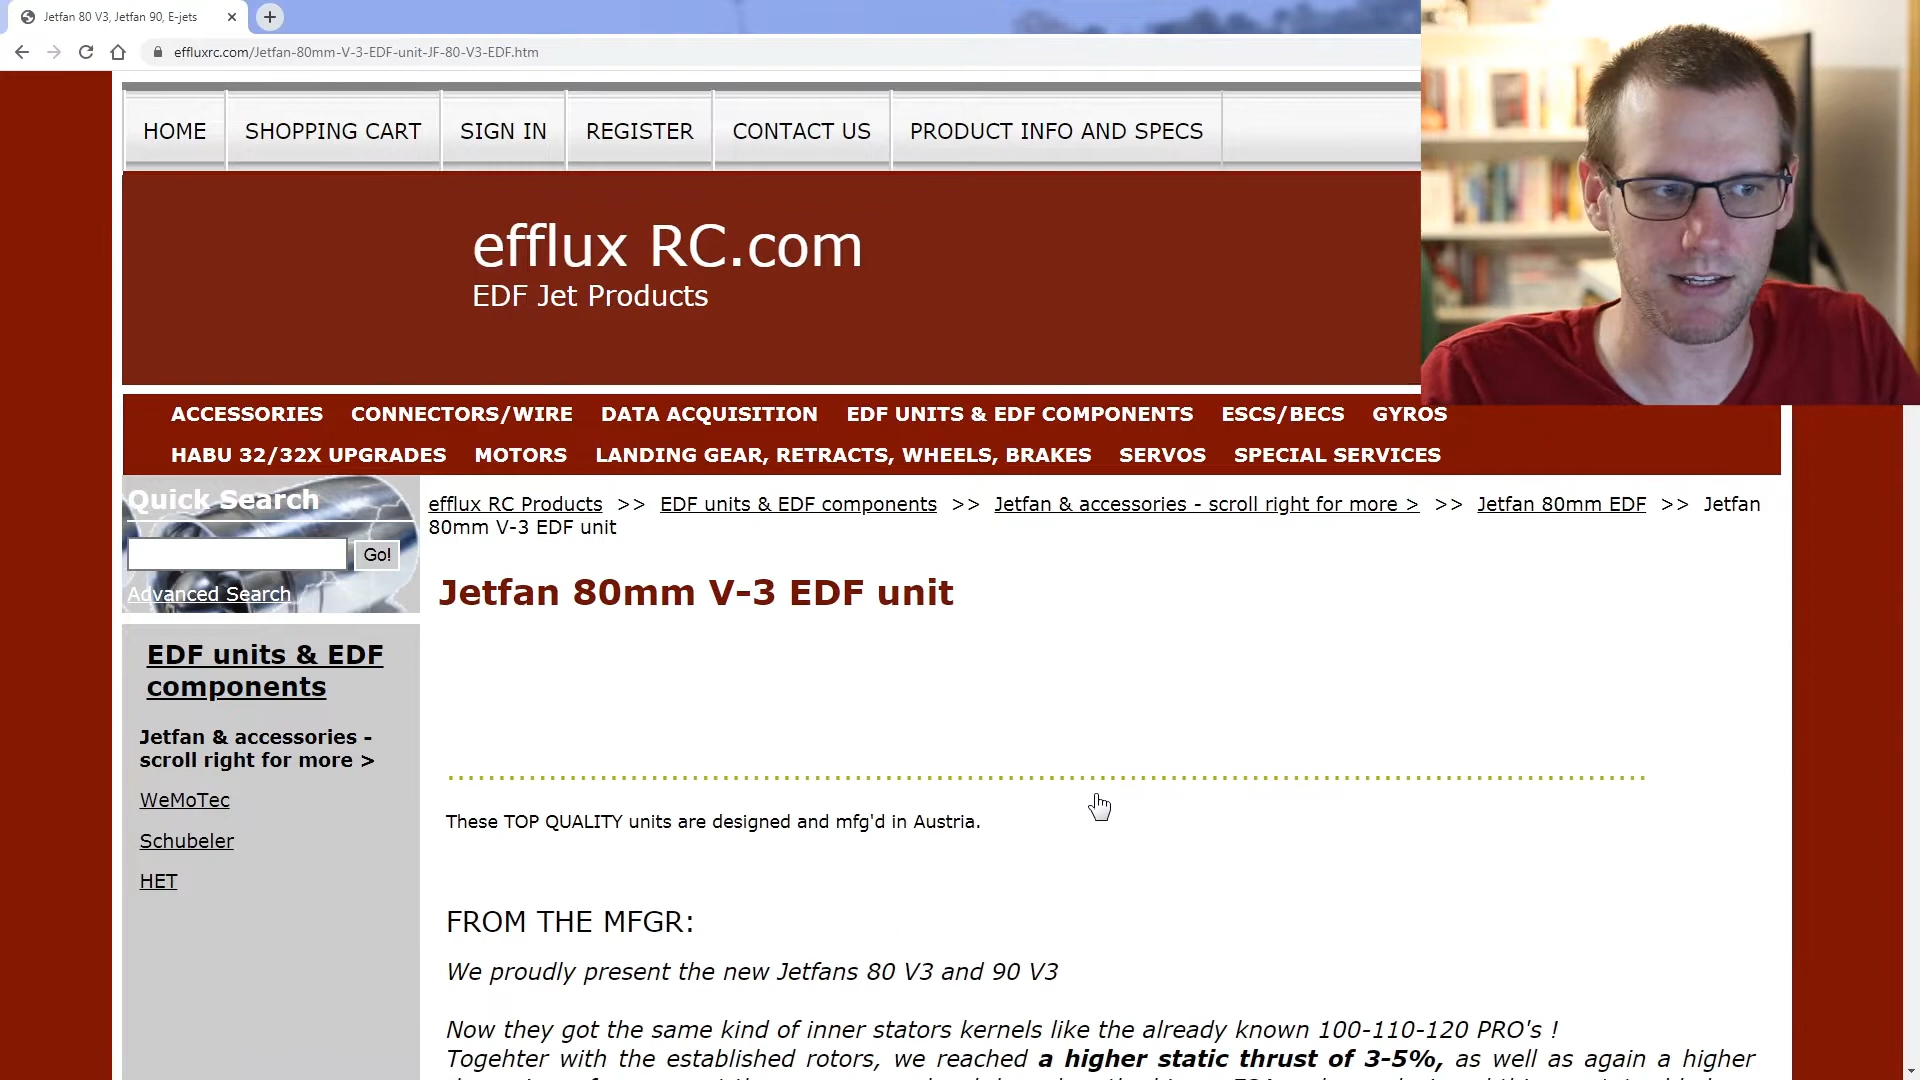 Jetfan 80 V3, Jetfan 90, E-jets
effluxrc.com/Jetfan-80mm-V-3-EDF-unit-JF-80-V3-EDF.htm
HOME SHOPPING CART SIGN IN REGISTER CONTACT US PRODUCT INFO AND SPECS
efflux RC.com
EDF Jet Products
ACCESSORIES CONNECTORS/WIRE DATA ACQUISITION EDF UNITS & EDF COMPONENTS ESCS/BECS GYROS
HABU 32/32X UPGRADES MOTORS LANDING GEAR, RETRACTS, WHEELS, BRAKES SERVOS SPECIAL SERVICES
Quick Search
Go!
Advanced Search
EDF units & EDF
components
Jetfan & accessories -
scroll right for more >
WeMoTec
Schubeler
HET
efflux RC Products >> EDF units & EDF components >> Jetfan & accessories - scroll right for more > >> Jetfan 80mm EDF >> Jetfan
80mm V-3 EDF unit
Jetfan 80mm V-3 EDF unit
These TOP QUALITY units are designed and mfg'd in Austria.
FROM THE MFGR:
We proudly present the new Jetfans 80 V3 and 90 V3
Now they got the same kind of inner stators kernels like the already known 100-110-120 PRO's !
Togehter with the established rotors, we reached a higher static thrust of 3-5%, as well as again a higher